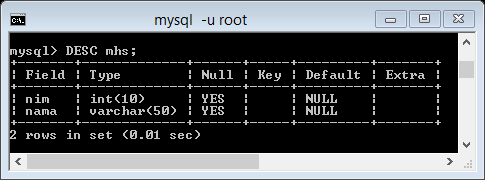 mysql -u root
mysql> DESC mhs;
+-------+-------------+------+-----+---------+-------+
| Field | Type        | Null | Key | Default | Extra |
+-------+-------------+------+-----+---------+-------+
| nim   | int(10)     | YES  |     | NULL    |       |
| nama  | varchar(50) | YES  |     | NULL    |       |
+-------+-------------+------+-----+---------+-------+
2 rows in set (0.01 sec)